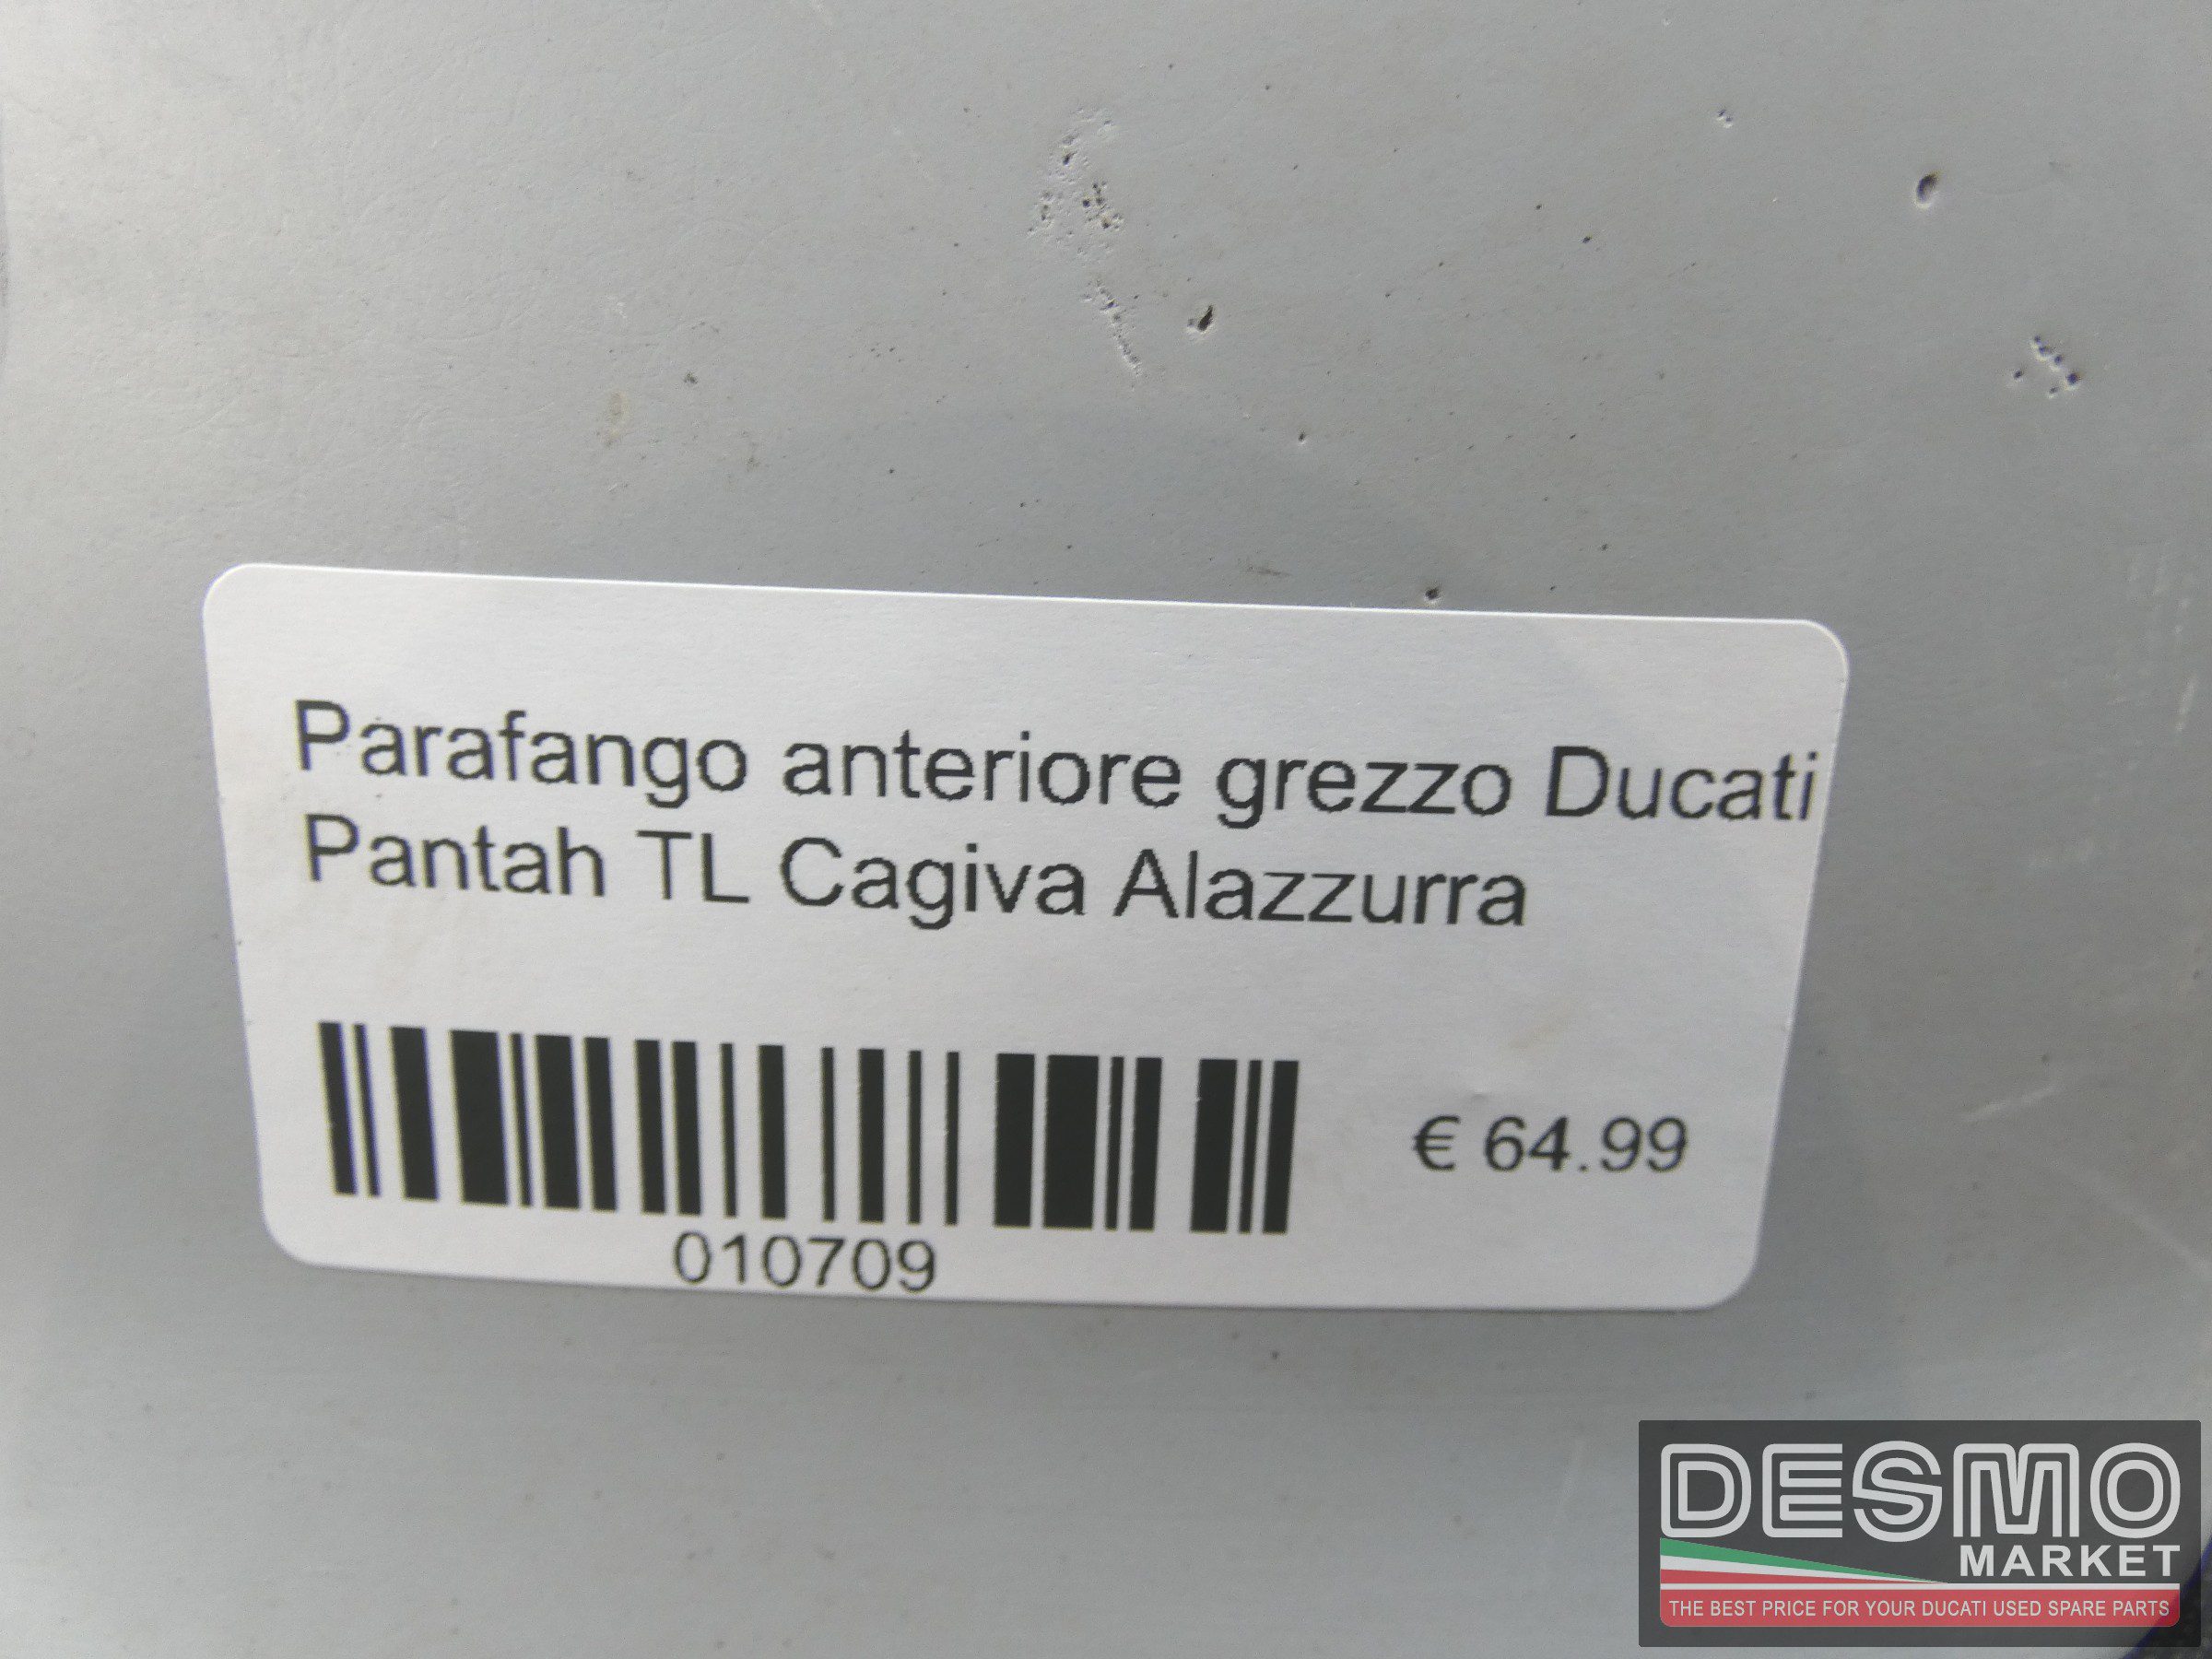 Parafango anteriore grezzo Ducati
Pantah TL Cagiva Alazzurra
€ 64.99
010709
DESMO
MARKET
THE BEST PRICE FOR YOUR DUCATI USED SPARE PARTS